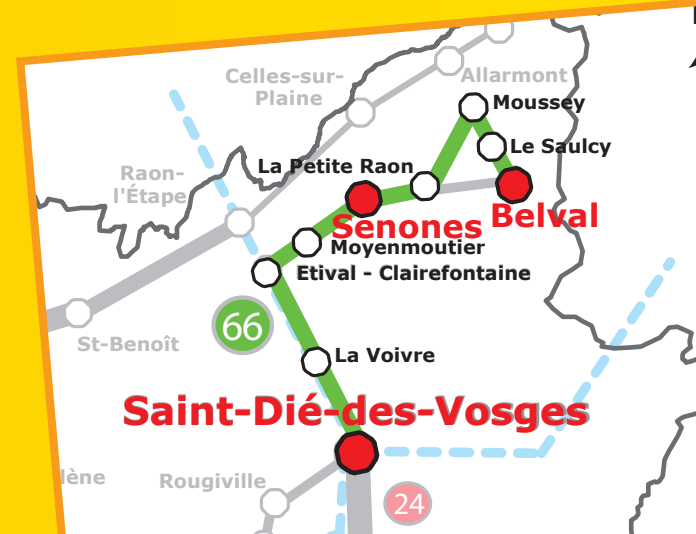 Celles-sur-
Plaine
Allarmont
Moussey
Le Saulcy
La Petite Raon
Raon-
l'Étape
Senones
Belval
Moyenmoutier
Etival - Clairefontaine
66
St-Benoît
La Voivre
Saint-Dié-des-Vosges
lène
Rougiville
24